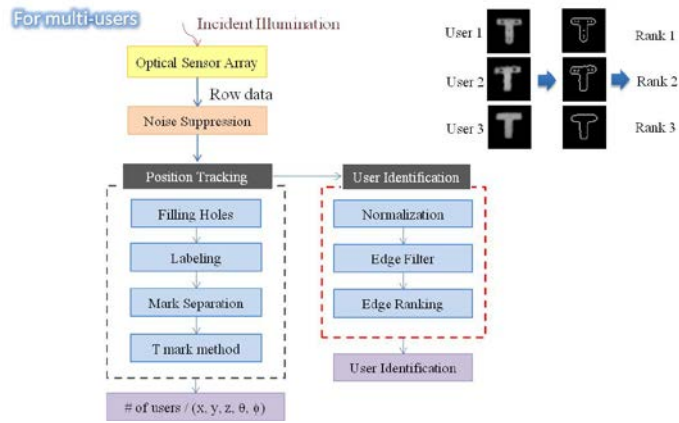 For multi-users
Incident Illumination
Optical Sensor Array
Row data
Noise Suppression
Position Tracking
Filling Holes
Labeling
Mark Separation
T mark method
# of users / (x, y, z, θ, ϕ)
User Identification
Normalization
Edge Filter
Edge Ranking
User Identification
User 1
Rank 1
User 2
Rank 2
User 3
Rank 3